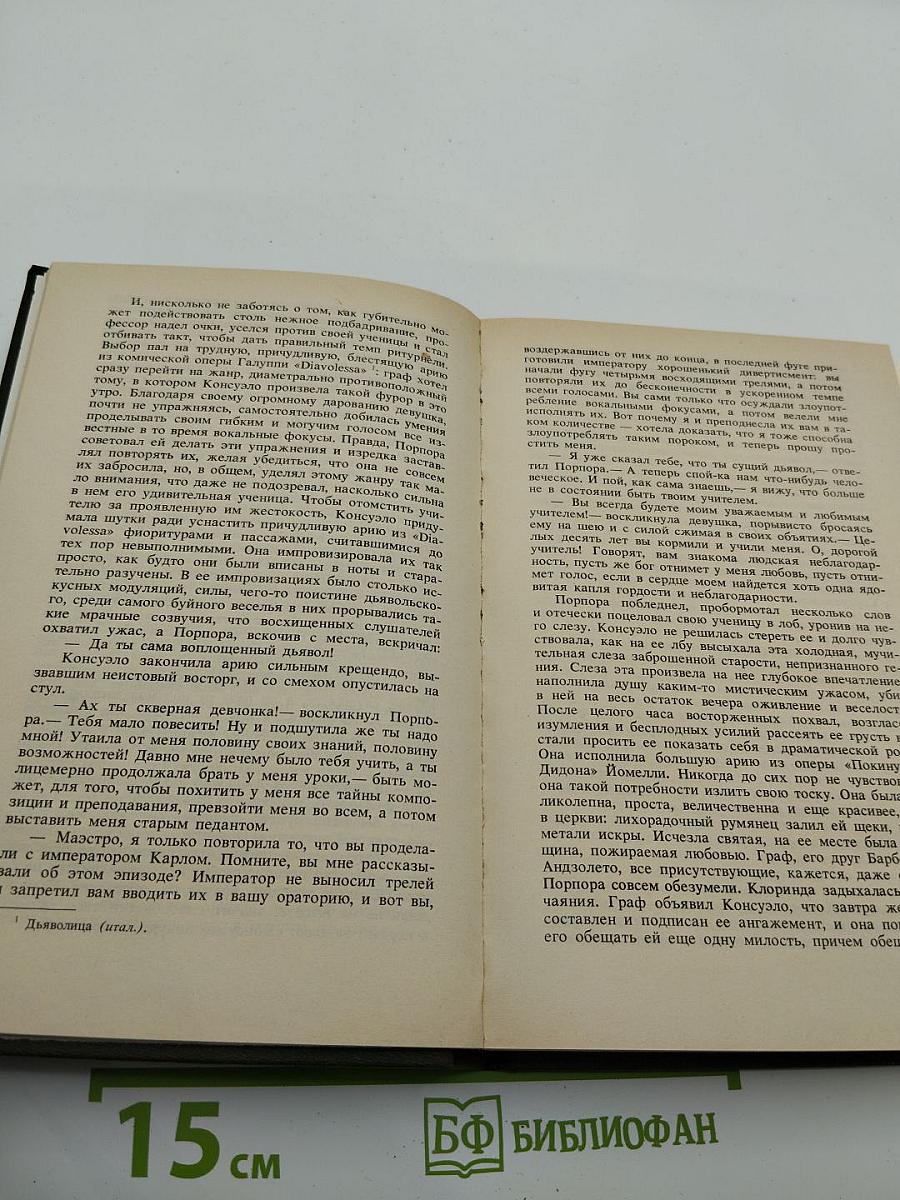 И, нисколько не заботясь о том, как губительно мо-
жет подействовать столь нежное подбадривание, про-
фессор надел очки, уселся против своей ученицы и стал
отбивать такт, чтобы дать правильный темп ритурнели.
Выбор пал на трудную, причудливую, блестящую арию
из комической оперы Галуппи «Diavolessa» ¹: граф хотел
сразу перейти на жанр, диаметрально противоположный
тому, в котором Консуэло произвела такой фурор в это
утро. Благодаря своему огромному дарованию девушка,
почти не упражняясь, самостоятельно добилась умения
проделывать своим гибким и могучим голосом все из-
вестные в то время вокальные фокусы. Правда, Порпора
советовал ей делать эти упражнения и изредка застав-
лял повторять их, желая убедиться, что она не совсем
их забросила, но, в общем, уделял этому жанру так ма-
ло внимания, что даже не подозревал, насколько сильна
в нем его удивительная ученица. Чтобы отомстить учи-
телю за проявленную им жестокость, Консуэло приду-
мала шутки ради уснастить причудливую арию из «Dia-
volessa» фиоритурами и пассажами, считавшимися до
тех пор невыполнимыми. Она импровизировала их так
просто, как будто они были вписаны в ноты и стара-
тельно разучены. В ее импровизациях было столько ис-
кусных модуляций, силы, чего-то поистине дьявольско-
го, среди самого буйного веселья в них прорывались та-
кие мрачные созвучия, что восхищенных слушателей
охватил ужас, а Порпора, вскочив с места, вскричал:
— Да ты сама воплощенный дьявол!
Консуэло закончила арию сильным крещендо, вы-
звавшим неистовый восторг, и со смехом опустилась на
стул.
— Ах ты скверная девчонка!— воскликнул Порпо-
ра.— Тебя мало повесить! Ну и подшутила же ты надо
мной! Утаила от меня половину своих знаний, половину
возможностей! Давно мне нечему было тебя учить, а ты
лицемерно продолжала брать у меня уроки,— быть мо-
жет, для того, чтобы похитить у меня все тайны компо-
зиции и преподавания, превзойти меня во всем, а потом
выставить меня старым педантом.
— Маэстро, я только повторила то, что вы продела-
ли с императором Карлом. Помните, вы мне рассказы-
вали об этом эпизоде? Император не выносил трелей
и запретил вам вводить их в вашу ораторию, и вот вы,
¹ Дьяволица (итал.).
воздержавшись от них до конца, в последней фуге при-
готовили императору хорошенький дивертисмент: вы
начали фугу четырьмя восходящими трелями, а потом
повторяли их до бесконечности в ускоренном темпе
всеми голосами. Вы сами только что осуждали злоупот-
ребление вокальными фокусами, а потом велели мне
исполнять их. Вот почему я и преподнесла их вам в та-
ком количестве — хотела доказать, что я тоже способна
злоупотреблять таким пороком, и теперь прошу про-
стить меня.
— Я уже сказал тебе, что ты сущий дьявол,— отве-
тил Порпора.— А теперь спой-ка нам что-нибудь чело-
веческое. И пой, как сама знаешь,— я вижу, что больше
не в состоянии быть твоим учителем.
— Вы всегда будете моим уважаемым и любимым
учителем!— воскликнула девушка, порывисто бросаясь
ему на шею и с силой сжимая в своих объятиях.— Це-
лых десять лет вы кормили и учили меня. О, дорогой
учитель! Говорят, вам знакома людская неблагодар-
ность, пусть же бог отнимет у меня любовь, пусть отни-
мет голос, если в сердце моем найдется хоть одна ядо-
витая капля гордости и неблагодарности.
Порпора побледнел, пробормотал несколько слов
и отечески поцеловал свою ученицу в лоб, уронив на не-
го слезу. Консуэло не решилась стереть ее и долго чув-
ствовала, как на ее лбу высыхала эта холодная, мучи-
тельная слеза заброшенной старости, непризнанного ге-
ния. Слеза эта произвела на нее глубокое впечатление
наполнила душу каким-то мистическим ужасом, уби
в ней на весь остаток вечера оживление и веселост
После целого часа восторженных похвал, возглас
изумления и бесплодных усилий рассеять ее грусть в
стали просить ее показать себя в драматической ро
Она исполнила большую арию из оперы «Покину
Дидона» Йомелли. Никогда до сих пор не чувствов
она такой потребности излить свою тоску. Она была
ликолепна, проста, величественна и еще красивее,
в церкви: лихорадочный румянец залил ей щеки,
метали искры. Исчезла святая, на ее месте была
щина, пожираемая любовью. Граф, его друг Барб
Андзолето, все присутствующие, кажется, даже с
Порпора совсем обезумели. Клоринда задыхалась
чаяния. Граф объявил Консуэло, что завтра же
составлен и подписан ее ангажемент, и она по
его обещать ей еще одну милость, причем обещ
15 см
БФ БИБЛИОФАН